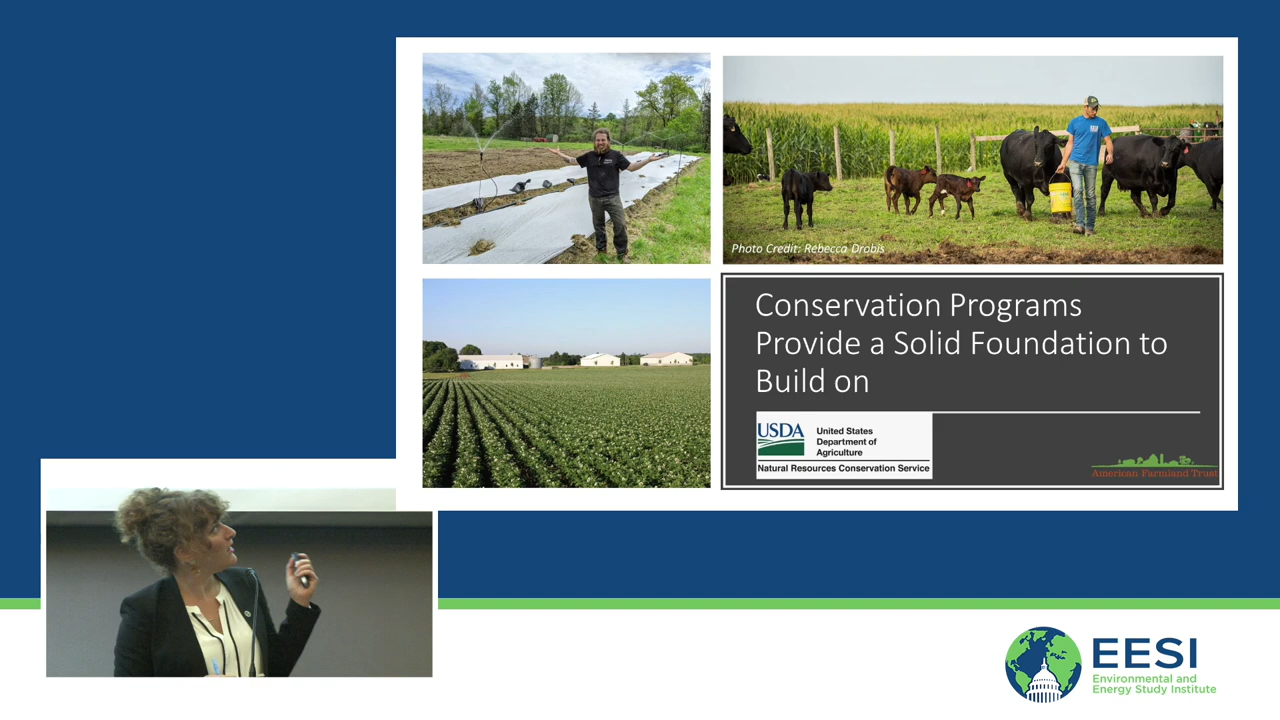 Photo Credit: Rebecca Drobis
Conservation Programs
Provide a Solid Foundation to
Build on
USDA
United States
Department of
Agriculture
Natural Resources Conservation Service
American Farmland Trust
EESI
Environmental and
Energy Study Institute